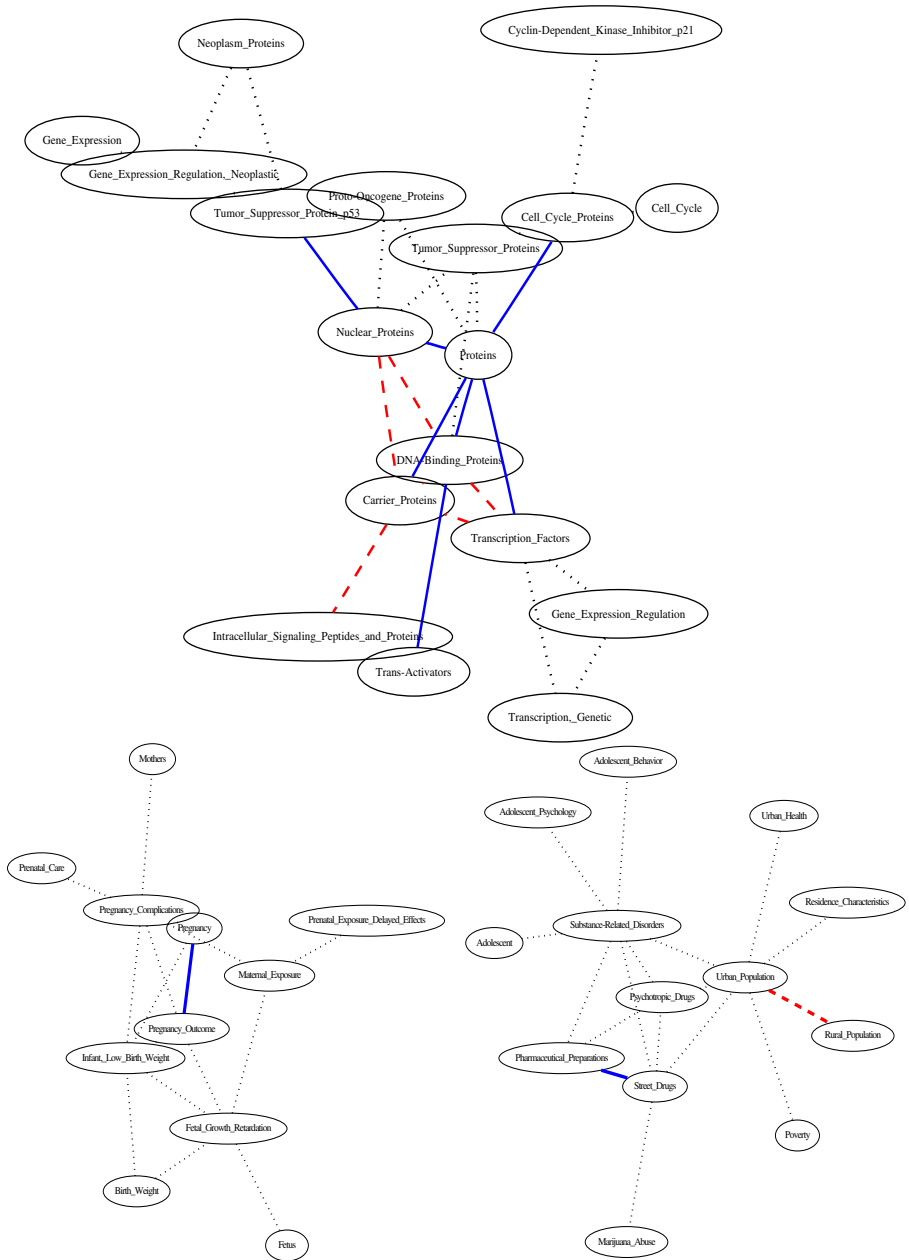 Cyclin-Dependent_Kinase_Inhibitor_p21
Neoplasm_Proteins
Gene_Expression
Gene_Expression_Regulation,_Neoplastic
Proto-Oncogene_Proteins
Tumor_Suppressor_Protein_p53
Cell_Cycle_Proteins
Cell_Cycle
Tumor_Suppressor_Proteins
Nuclear_Proteins
Proteins
DNA-Binding_Proteins
Carrier_Proteins
Transcription_Factors
Gene_Expression_Regulation
Intracellular_Signaling_Peptides_and_Proteins
Trans-Activators
Transcription,_Genetic
Mothers
Prenatal_Care
Pregnancy_Complications
Pregnancy
Prenatal_Exposure_Delayed_Effects
Maternal_Exposure
Pregnancy_Outcome
Infant,_Low_Birth_Weight
Fetal_Growth_Retardation
Birth_Weight
Fetus
Adolescent_Behavior
Adolescent_Psychology
Urban_Health
Residence_Characteristics
Substance-Related_Disorders
Adolescent
Urban_Population
Psychotropic_Drugs
Rural_Population
Pharmaceutical_Preparations
Street_Drugs
Poverty
Marijuana_Abuse